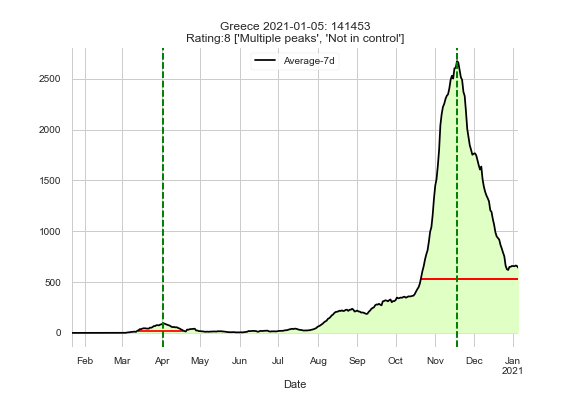 Greece 2021-01-05: 141453
Rating:8 ['Multiple peaks', 'Not in control']
Average-7d
2500
2000
1500
1000
500
0
Feb Mar Apr May Jun Jul Aug Sep Oct Nov Dec Jan
2021
Date